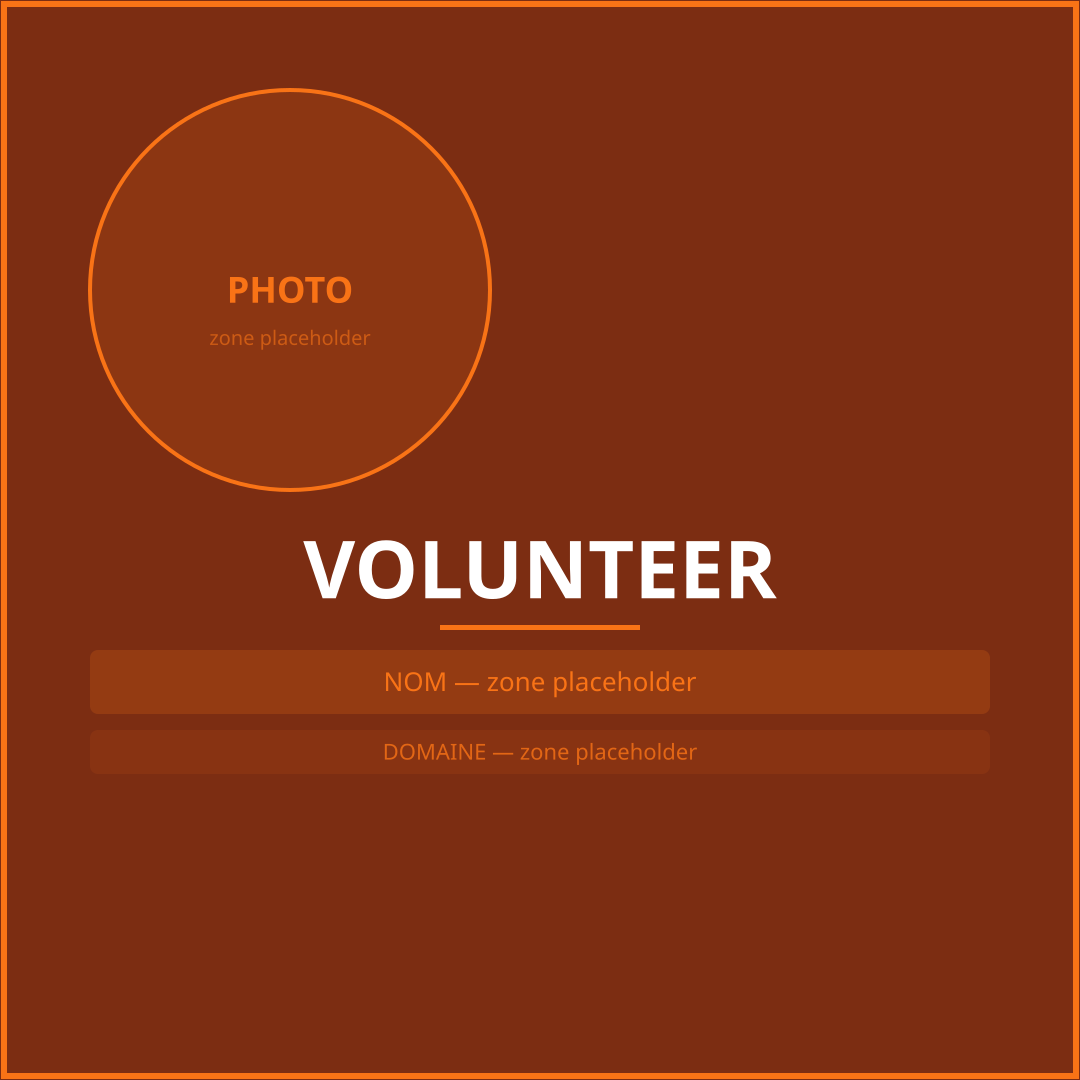 PHOTO
zone placeholder
VOLUNTEER
NOM — zone placeholder
DOMAINE — zone placeholder